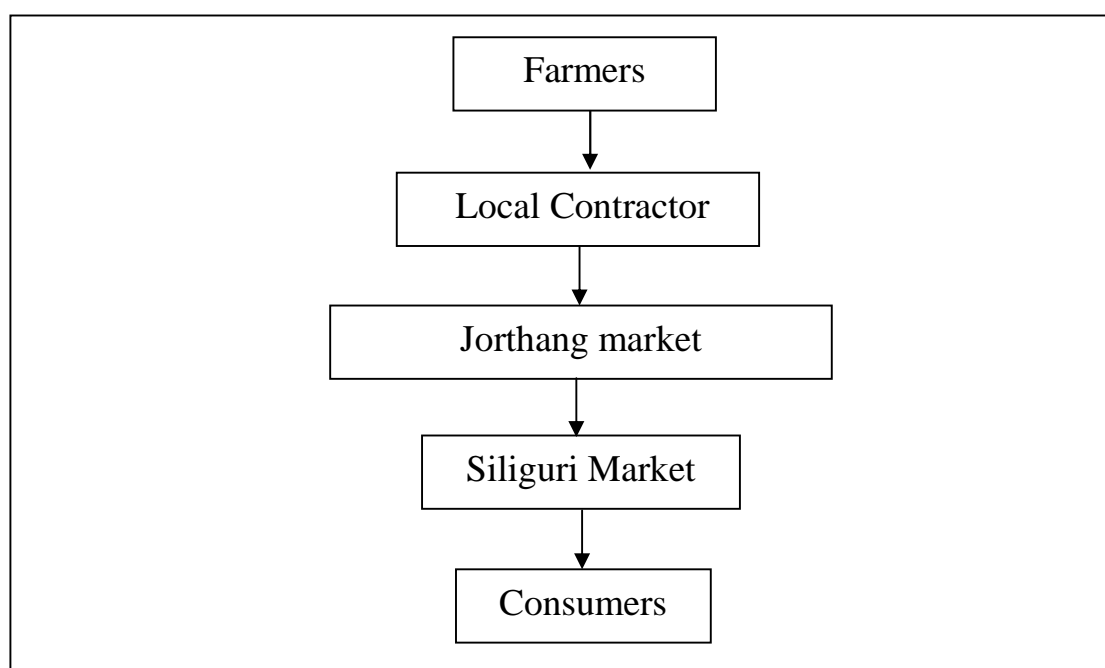 Farmers
Local Contractor
Jorthang market
Siliguri Market
Consumers